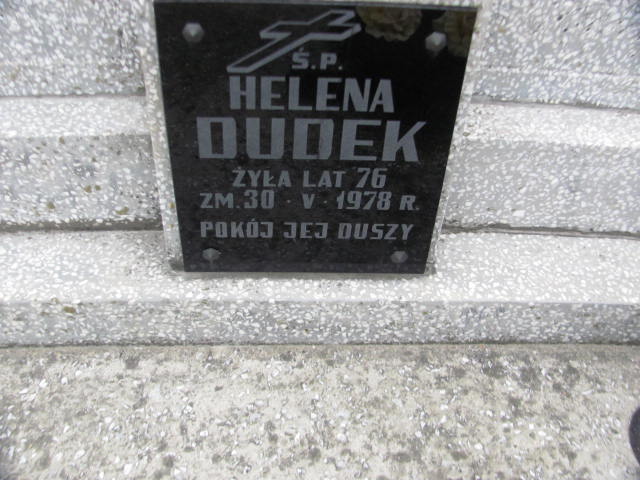 Ś.P.
HELENA
DUDEK
ŻYŁA LAT 76
ZM. 30 · V · 1978 R.
POKÓJ JEJ DUSZY